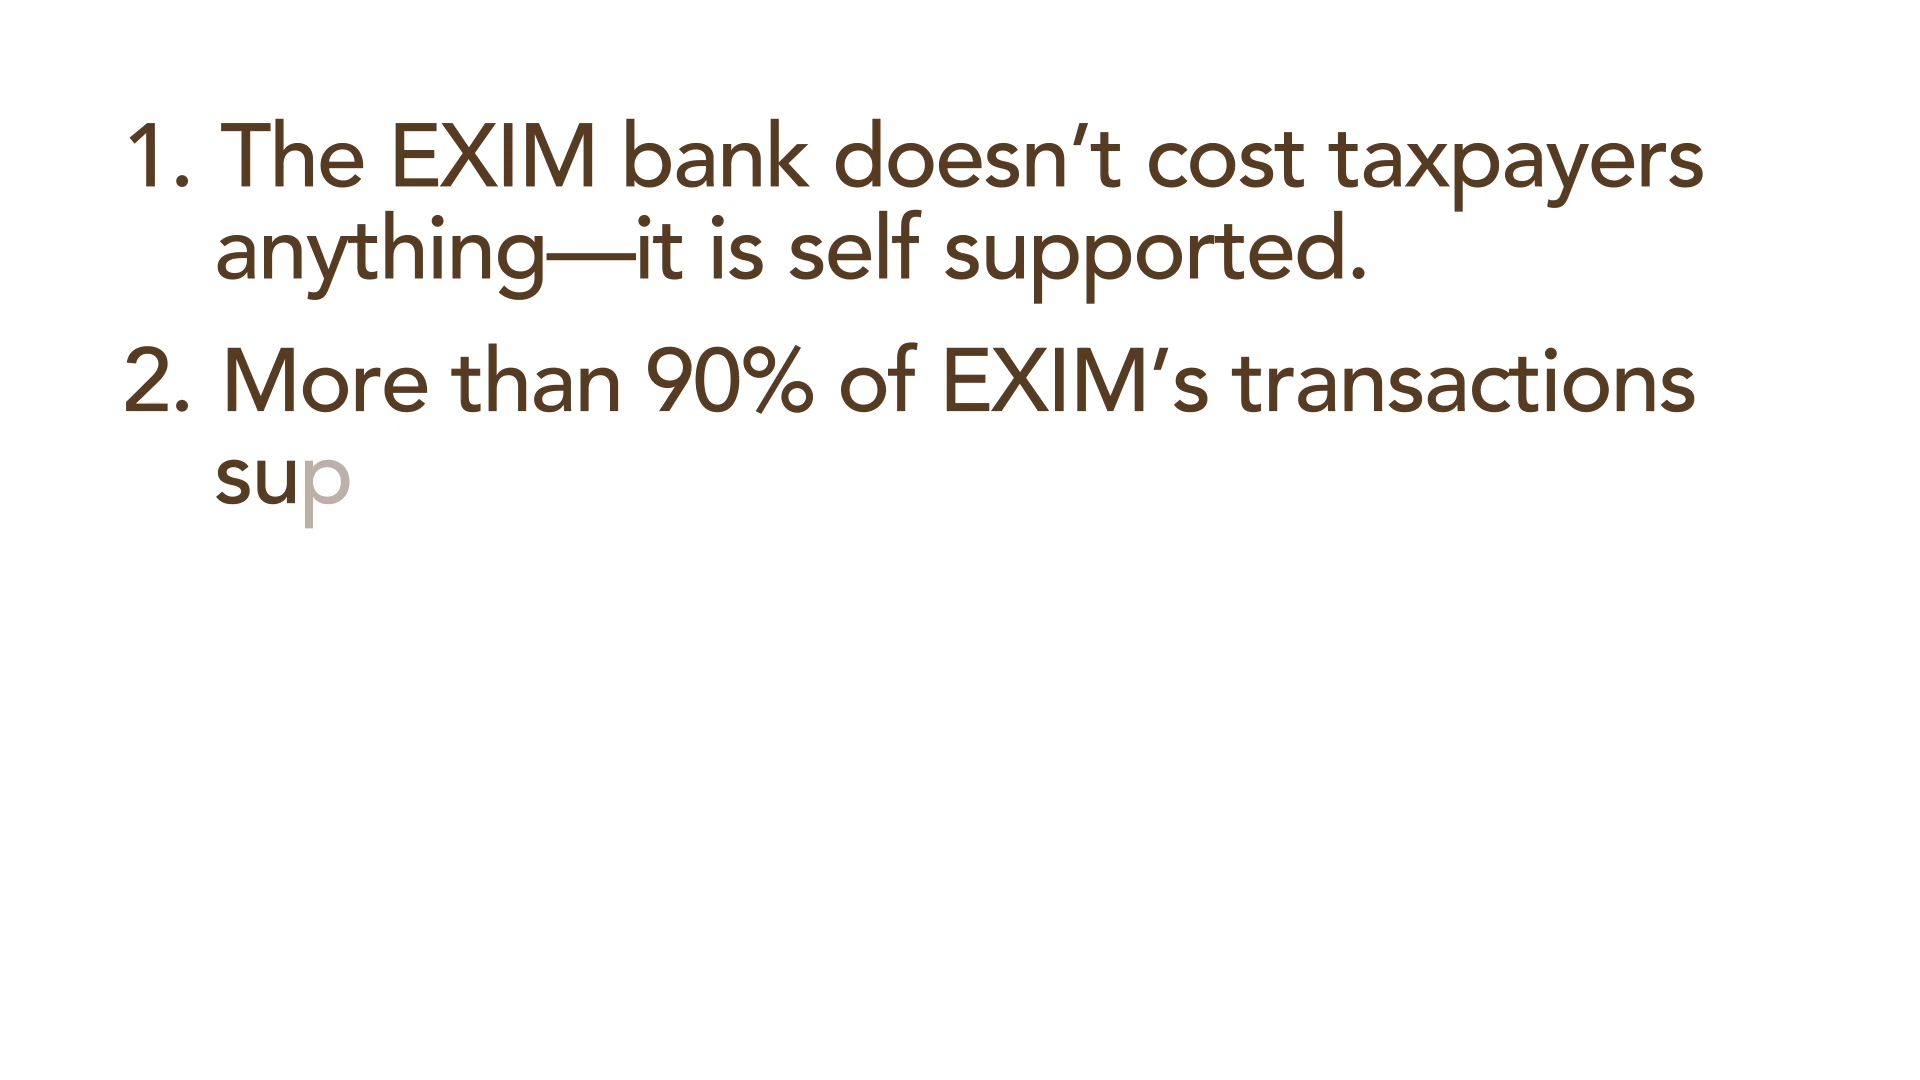 1. The EXIM bank doesn’t cost taxpayers
anything—it is self supported.
2. More than 90% of EXIM’s transactions
sup